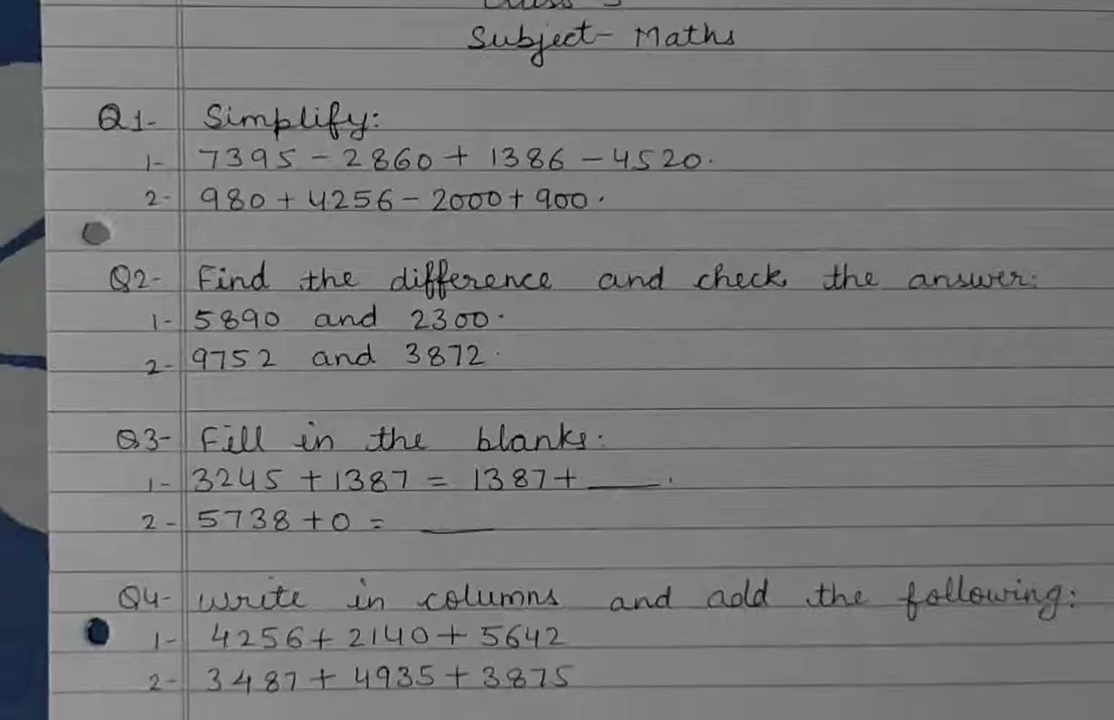 Subject- Maths
Q1- Simplify:
1- 7395 - 2860 + 1386 - 4520.
2- 980 + 4256 - 2000 + 900.
Q2- Find the difference and check the answer:
1- 5890 and 2300.
2- 9752 and 3872.
Q3- Fill in the blanks:
1- 3245 + 1387 = 1387 + ____.
2- 5738 + 0 = ____
Q4- Write in columns and add the following:
1- 4256 + 2140 + 5642
2- 3487 + 4935 + 3875